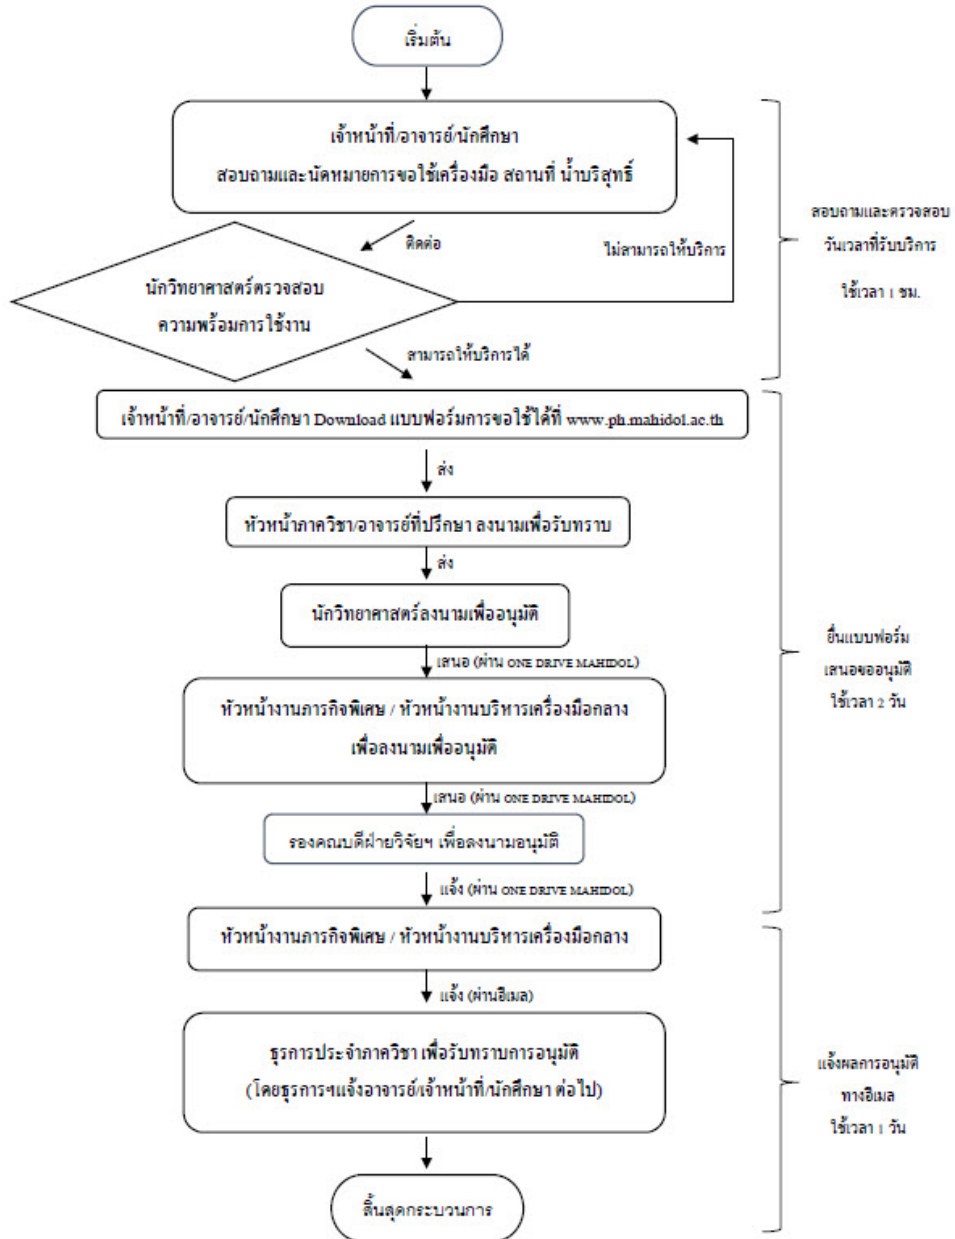 เริ่มต้น
เจ้าหน้าที่/อาจารย์/นักศึกษา
สอบถามและนัดหมายการขอใช้เครื่องมือ สถานที่ น้ำบริสุทธิ์
ติดต่อ
ไม่สามารถให้บริการ
นักวิทยาศาสตร์ตรวจสอบ
ความพร้อมการใช้งาน
สามารถให้บริการได้
สอบถามและตรวจสอบ
วันเวลาที่รับบริการ
ใช้เวลา 1 ชม.
เจ้าหน้าที่/อาจารย์/นักศึกษา Download แบบฟอร์มการขอใช้ได้ที่ www.ph.mahidol.ac.th
ส่ง
หัวหน้าภาควิชา/อาจารย์ที่ปรึกษา ลงนามเพื่อรับทราบ
ส่ง
นักวิทยาศาสตร์ลงนามเพื่ออนุมัติ
เสนอ (ผ่าน ONE DRIVE MAHIDOL)
หัวหน้างานภารกิจพิเศษ / หัวหน้างานบริหารเครื่องมือกลาง
เพื่อลงนามเพื่ออนุมัติ
เสนอ (ผ่าน ONE DRIVE MAHIDOL)
รองคณบดีฝ่ายวิจัยฯ เพื่อลงนามอนุมัติ
แจ้ง (ผ่าน ONE DRIVE MAHIDOL)
ยื่นแบบฟอร์ม
เสนอขออนุมัติ
ใช้เวลา 2 วัน
หัวหน้างานภารกิจพิเศษ / หัวหน้างานบริหารเครื่องมือกลาง
แจ้ง (ผ่านอีเมล)
ธุรการประจำภาควิชา เพื่อรับทราบการอนุมัติ
(โดยธุรการฯแจ้งอาจารย์/เจ้าหน้าที่/นักศึกษา ต่อไป)
แจ้งผลการอนุมัติ
ทางอีเมล
ใช้เวลา 1 วัน
สิ้นสุดกระบวนการ